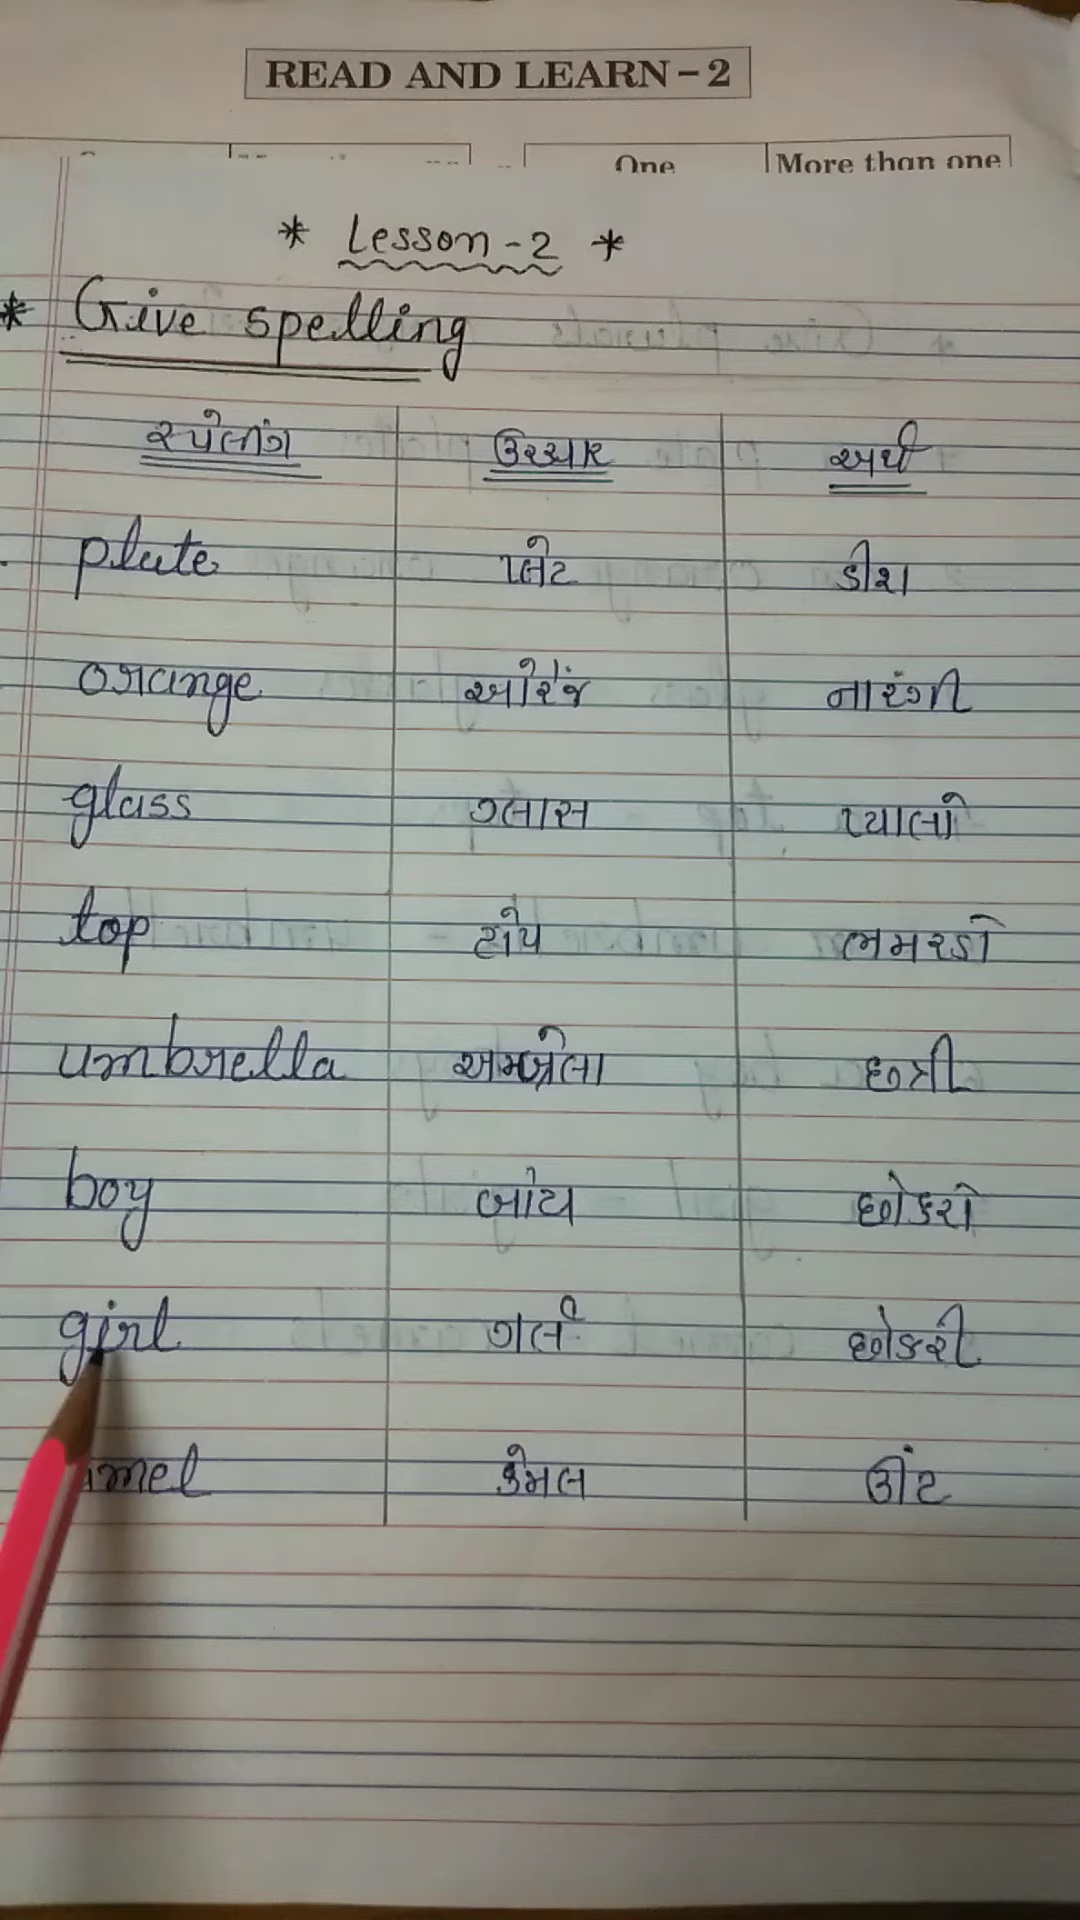 READ AND LEARN – 2
One More than one
* Lesson - 2 *
* Give spelling
સ્પેલીંગ ઉચ્ચાર અર્થ
plate પ્લેટ ડીશ
orange ઓરેંજ નારંગી
glass ગ્લાસ પ્યાલો
top ટોપ ભમરડો
umbrella અમ્બ્રેલા છત્રી
boy બોય છોકરો
girl ગર્લ છોકરી
amel કેમલ ઊંટ